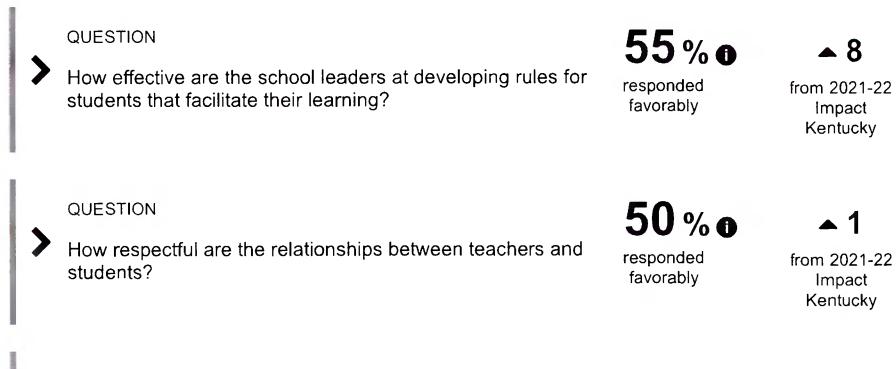 QUESTION
How effective are the school leaders at developing rules for
students that facilitate their learning?
55 %
responded
favorably
▲ 8
from 2021-22
Impact
Kentucky
QUESTION
How respectful are the relationships between teachers and
students?
50 %
responded
favorably
▲ 1
from 2021-22
Impact
Kentucky